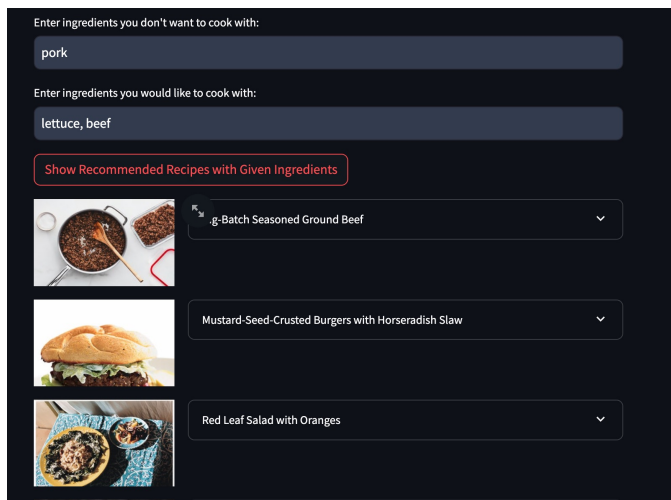 Enter ingredients you don't want to cook with:
pork
Enter ingredients you would like to cook with:
lettuce, beef
Show Recommended Recipes with Given Ingredients
.g-Batch Seasoned Ground Beef
Mustard-Seed-Crusted Burgers with Horseradish Slaw
Red Leaf Salad with Oranges